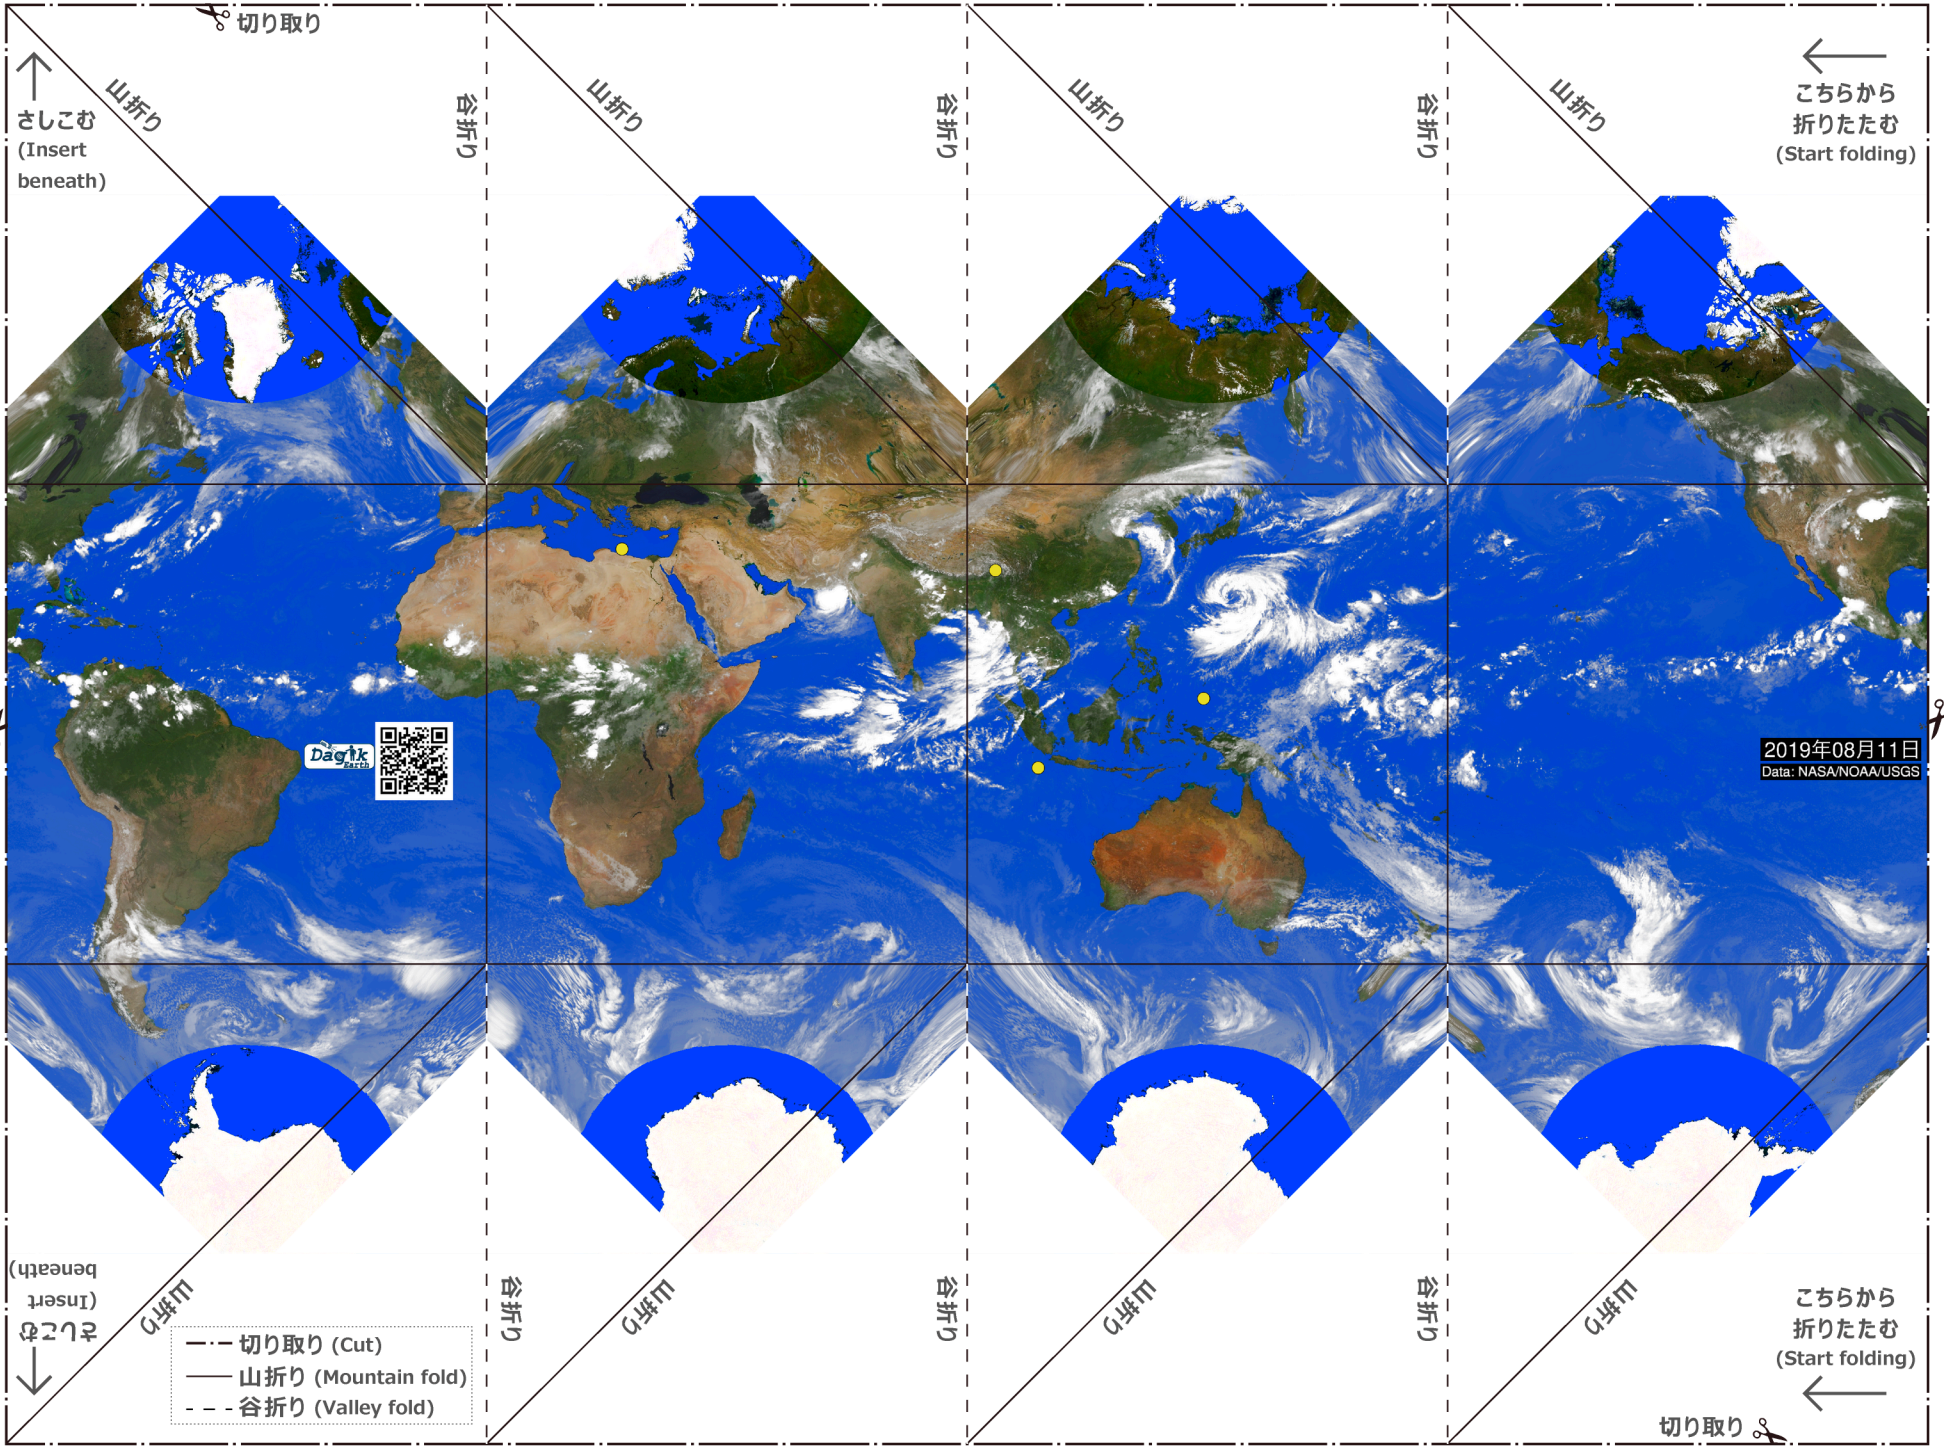 切り取り
山折り
谷折り
山折り
谷折り
山折り
谷折り
山折り
さしこむ
(Insert
beneath)
こちらから
折りたたむ
(Start folding)
Dagik
Earth
2019年08月11日
Data: NASA/NOAA/USGS
さしこむ
(Insert
beneath)
山折り
谷折り
山折り
谷折り
山折り
谷折り
山折り
こちらから
折りたたむ
(Start folding)
切り取り (Cut)
山折り (Mountain fold)
谷折り (Valley fold)
切り取り